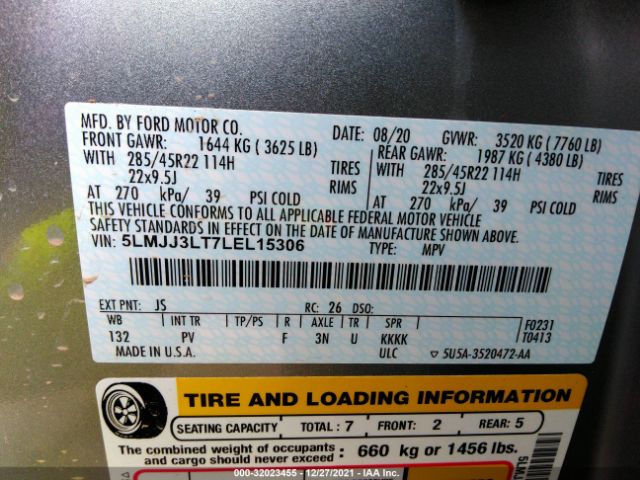 MFD. BY FORD MOTOR CO.
DATE: 08/20 GVWR: 3520 KG ( 7760 LB)
FRONT GAWR: 1644 KG ( 3625 LB) REAR GAWR: 1987 KG ( 4380 LB)
WITH 285/45R22 114H TIRES WITH 285/45R22 114H TIRES
22x9.5J RIMS 22x9.5J RIMS
AT 270 kPa/ 39 PSI COLD AT 270 kPa/ 39 PSI COLD
THIS VEHICLE CONFORMS TO ALL APPLICABLE FEDERAL MOTOR VEHICLE
SAFETY STANDARDS IN EFFECT ON THE DATE OF MANUFACTURE SHOWN ABOVE.
VIN: 5LMJJ3LT7LEL15306 TYPE: MPV
EXT PNT: JS RC: 26 DSO:
WB INT TR TP/PS R AXLE TR SPR F0231
132 PV F 3N U KKKK T0413
MADE IN U.S.A. ULC ▽ 5U5A-3520472-AA
TIRE AND LOADING INFORMATION
SEATING CAPACITY TOTAL : 7 FRONT: 2 REAR: 5
The combined weight of occupants
and cargo should never exceed : 660 kg or 1456 lbs.
000-32023455 - 12/27/2021 - IAA Inc.